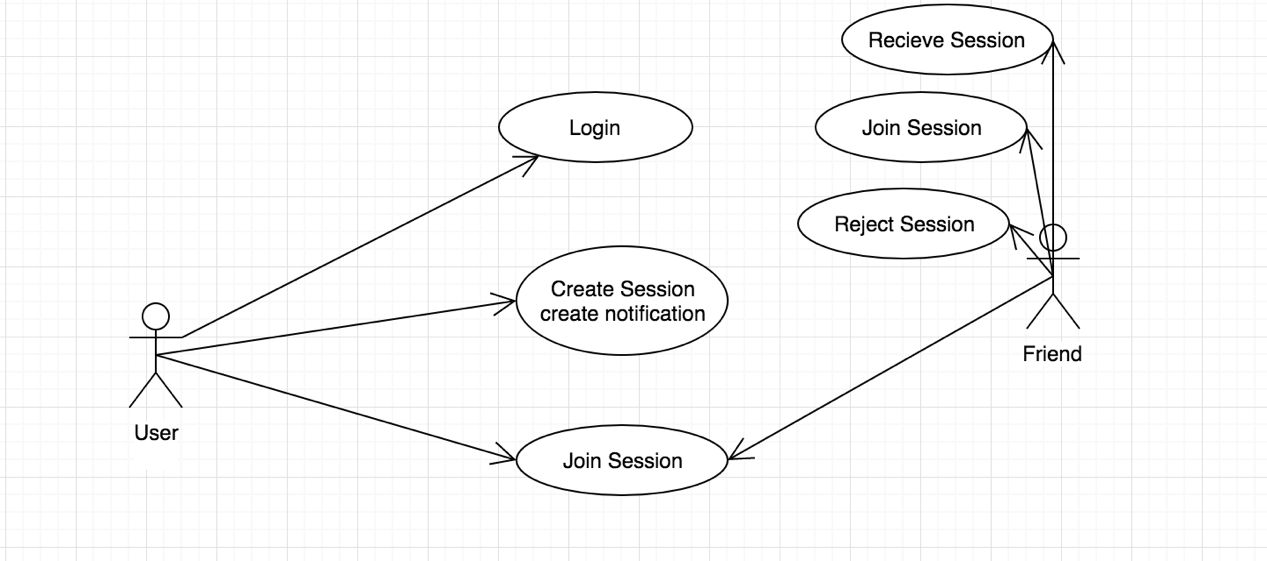 Recieve Session
Login
Join Session
Reject Session
Create Session
create notification
Friend
User
Join Session